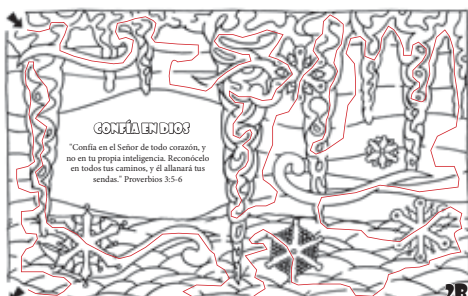 CONFÍA EN DIOS
"Confía en el Señor de todo corazón, y
no en tu propia inteligencia. Reconócelo
en todos tus caminos, y él allanará tus
sendas." Proverbios 3:5-6
2B